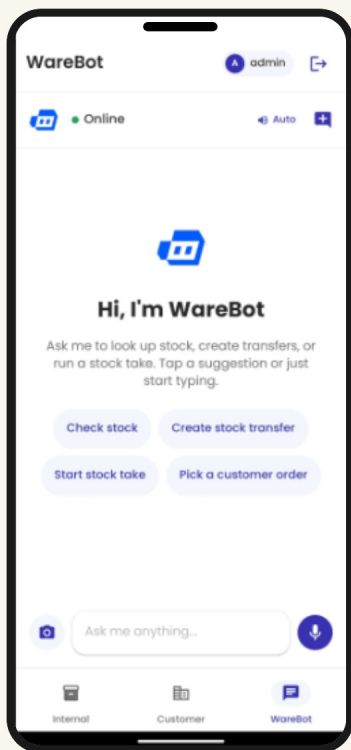 WareBot
A admin
Online
Auto
Hi, I'm WareBot
Ask me to look up stock, create transfers, or
run a stock take. Tap a suggestion or just
start typing.
Check stock
Create stock transfer
Start stock take
Pick a customer order
Ask me anything...
Internal
Customer
WareBot